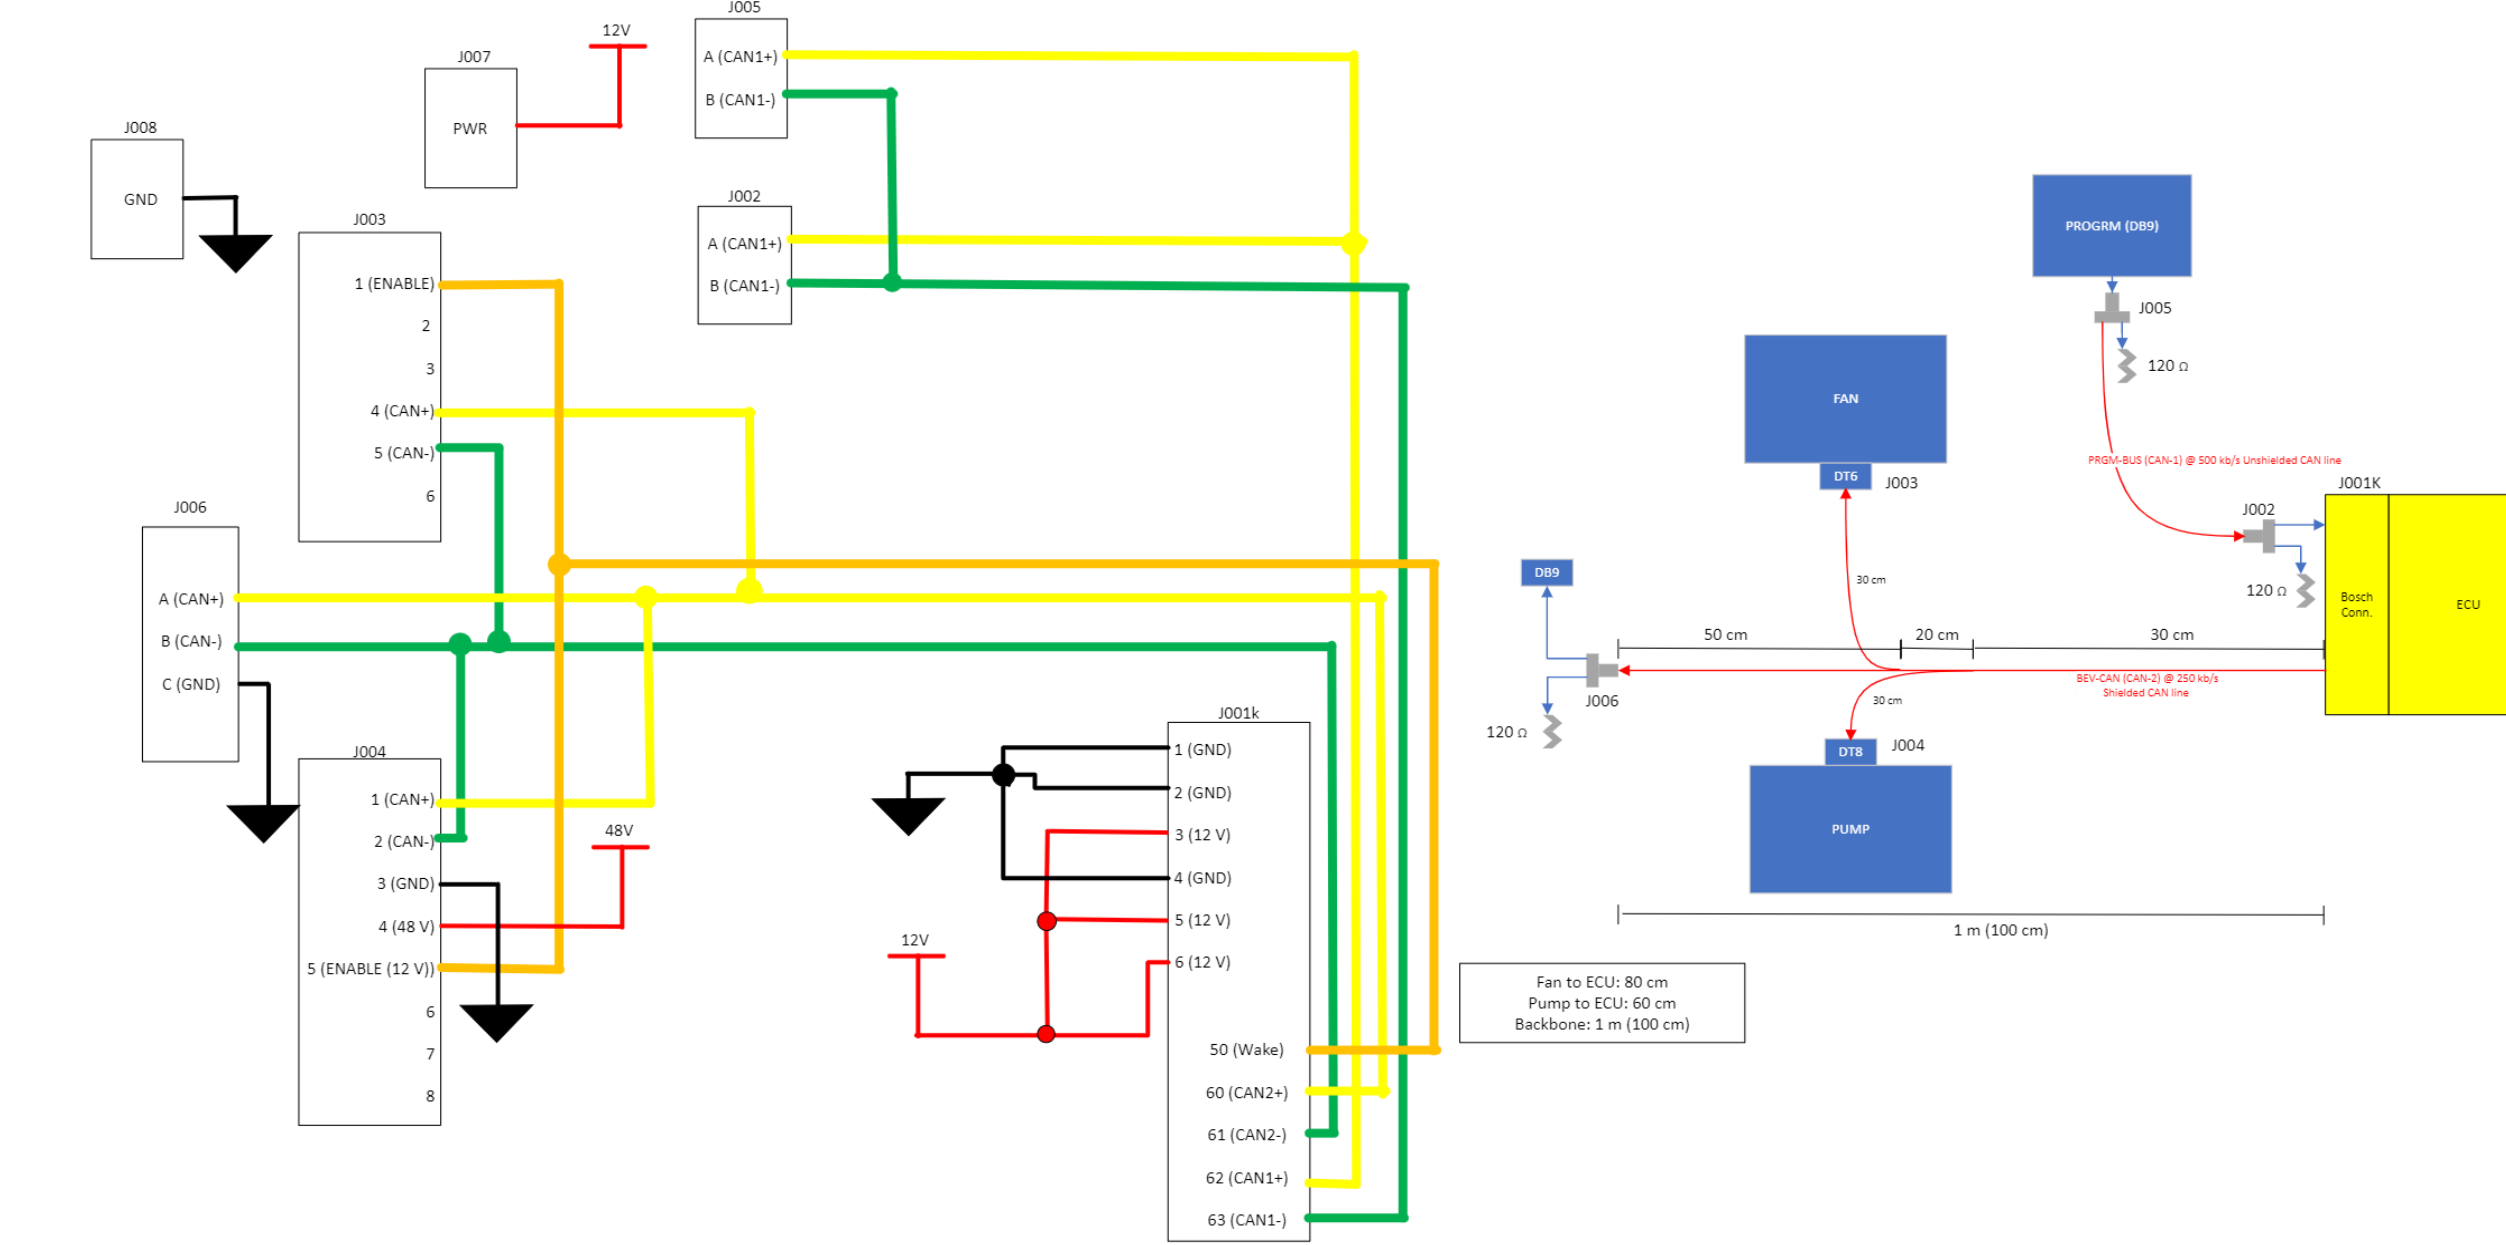 J008
GND
J007
PWR
12V
J005
A (CAN1+)
B (CAN1-)
J002
A (CAN1+)
B (CAN1-)
J003
1 (ENABLE)
2
3
4 (CAN+)
5 (CAN-)
6
J006
A (CAN+)
B (CAN-)
C (GND)
J004
1 (CAN+)
2 (CAN-)
3 (GND)
4 (48 V)
5 (ENABLE (12 V))
6
7
8
48V
12V
J001k
1 (GND)
2 (GND)
3 (12 V)
4 (GND)
5 (12 V)
6 (12 V)
50 (Wake)
60 (CAN2+)
61 (CAN2-)
62 (CAN1+)
63 (CAN1-)
PROGRM (DB9)
J005
120 Ω
FAN
DT6
J003
PRGM-BUS (CAN-1) @ 500 kb/s Unshielded CAN line
J001K
J002
120 Ω
Bosch
Conn.
ECU
DB9
30 cm
50 cm
20 cm
30 cm
BEV-CAN (CAN-2) @ 250 kb/s
Shielded CAN line
J006
120 Ω
30 cm
DT8
J004
PUMP
1 m (100 cm)
Fan to ECU: 80 cm
Pump to ECU: 60 cm
Backbone: 1 m (100 cm)